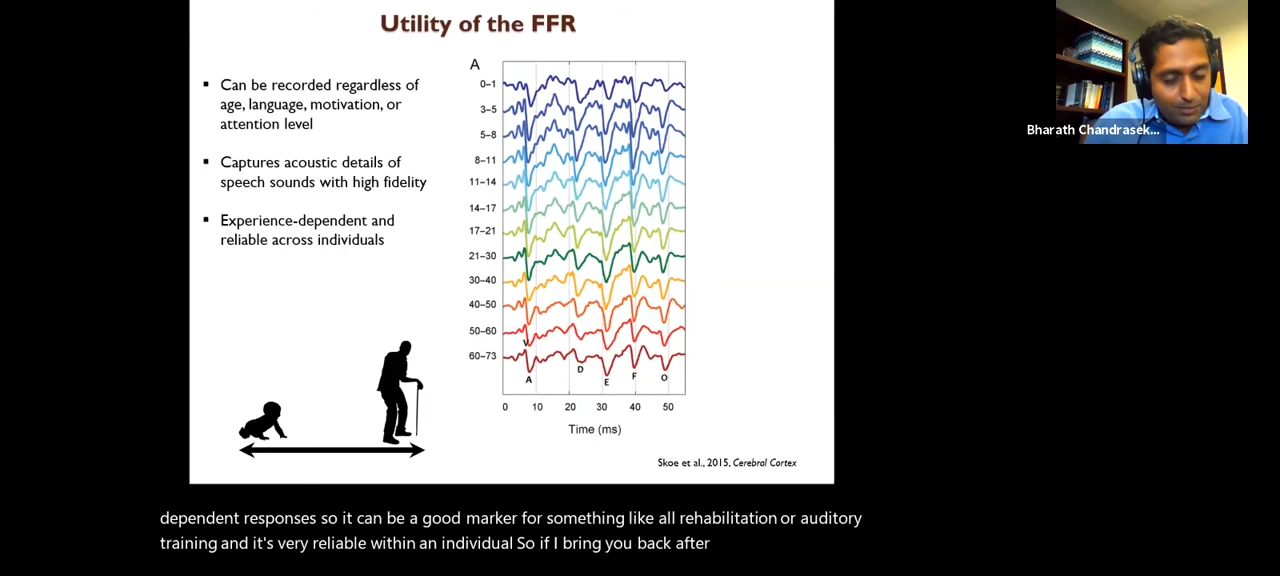 Utility of the FFR
▪ Can be recorded regardless of
age, language, motivation, or
attention level
▪ Captures acoustic details of
speech sounds with high fidelity
▪ Experience-dependent and
reliable across individuals
A
0–1
3–5
5–8
8–11
11–14
14–17
17–21
21–30
30–40
40–50
50–60
60–73
V
A
D
E
F
O
0 10 20 30 40 50
Time (ms)
Skoe et al., 2015, Cerebral Cortex
Bharath Chandrasek...
dependent responses so it can be a good marker for something like all rehabilitation or auditory
training and it's very reliable within an individual So if I bring you back after